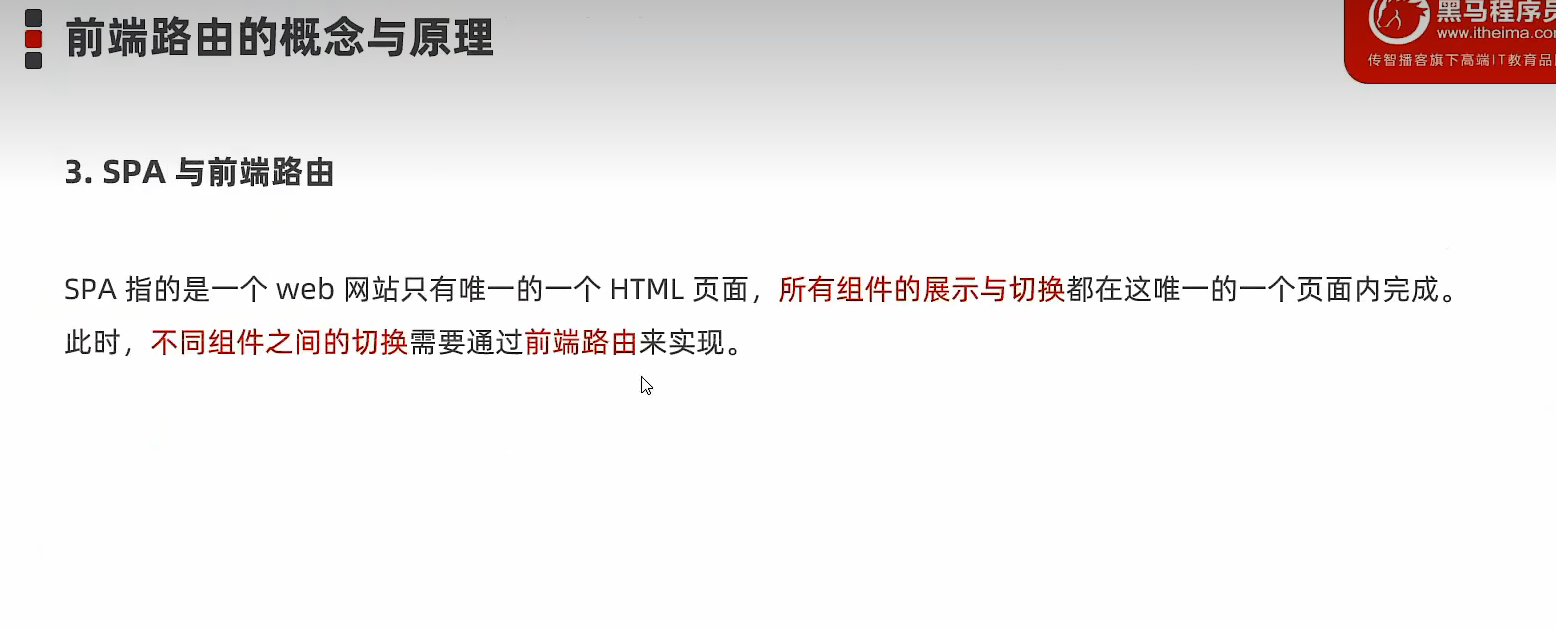 前端路由的概念与原理
黑马程序员
www.itheima.com
传智播客旗下高端IT教育品
3. SPA 与前端路由
SPA 指的是一个 web 网站只有唯一的一个 HTML 页面，所有组件的展示与切换都在这唯一的一个页面内完成。
此时，不同组件之间的切换需要通过前端路由来实现。